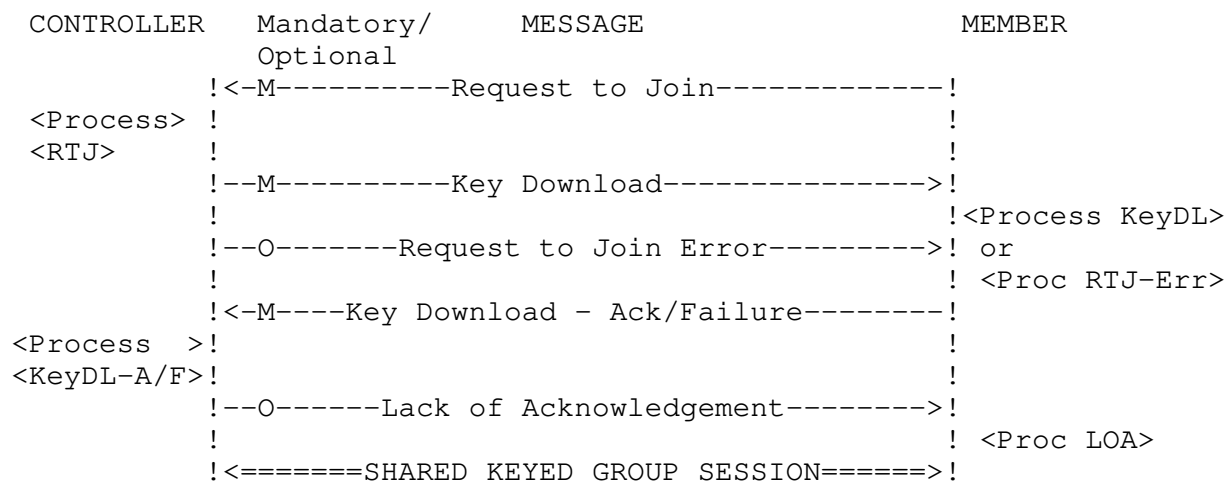 CONTROLLER   Mandatory/     MESSAGE                    MEMBER
             Optional
          !<-M----------Request to Join-------------!
<Process> !                                         !
<RTJ>     !                                         !
          !--M----------Key Download--------------->!
          !                                         !<Process KeyDL>
          !--O-------Request to Join Error--------->! or
          !                                         ! <Proc RTJ-Err>
          !<-M----Key Download - Ack/Failure--------!
<Process  >!                                         !
<KeyDL-A/F>!                                         !
          !--O------Lack of Acknowledgement-------->!
          !                                         ! <Proc LOA>
          !<=======SHARED KEYED GROUP SESSION======>!